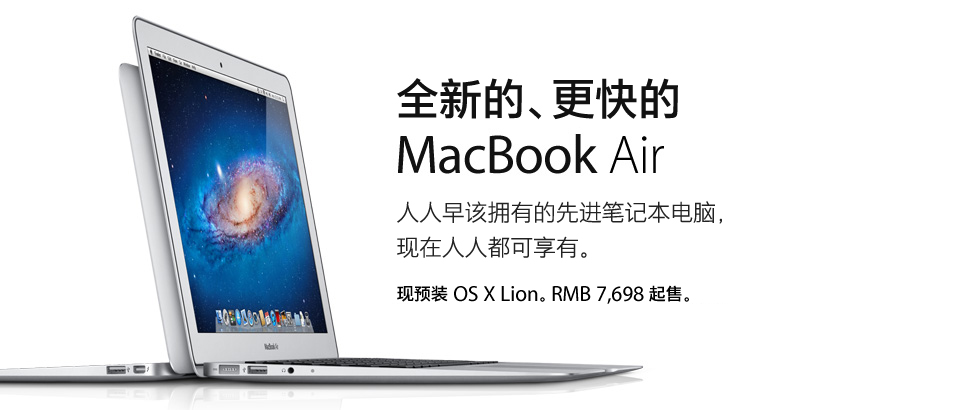 全新的、更快的
MacBook Air
人人早该拥有的先进笔记本电脑，
现在人人都可享有。
现预装 OS X Lion。RMB 7,698 起售。
MacBook Air